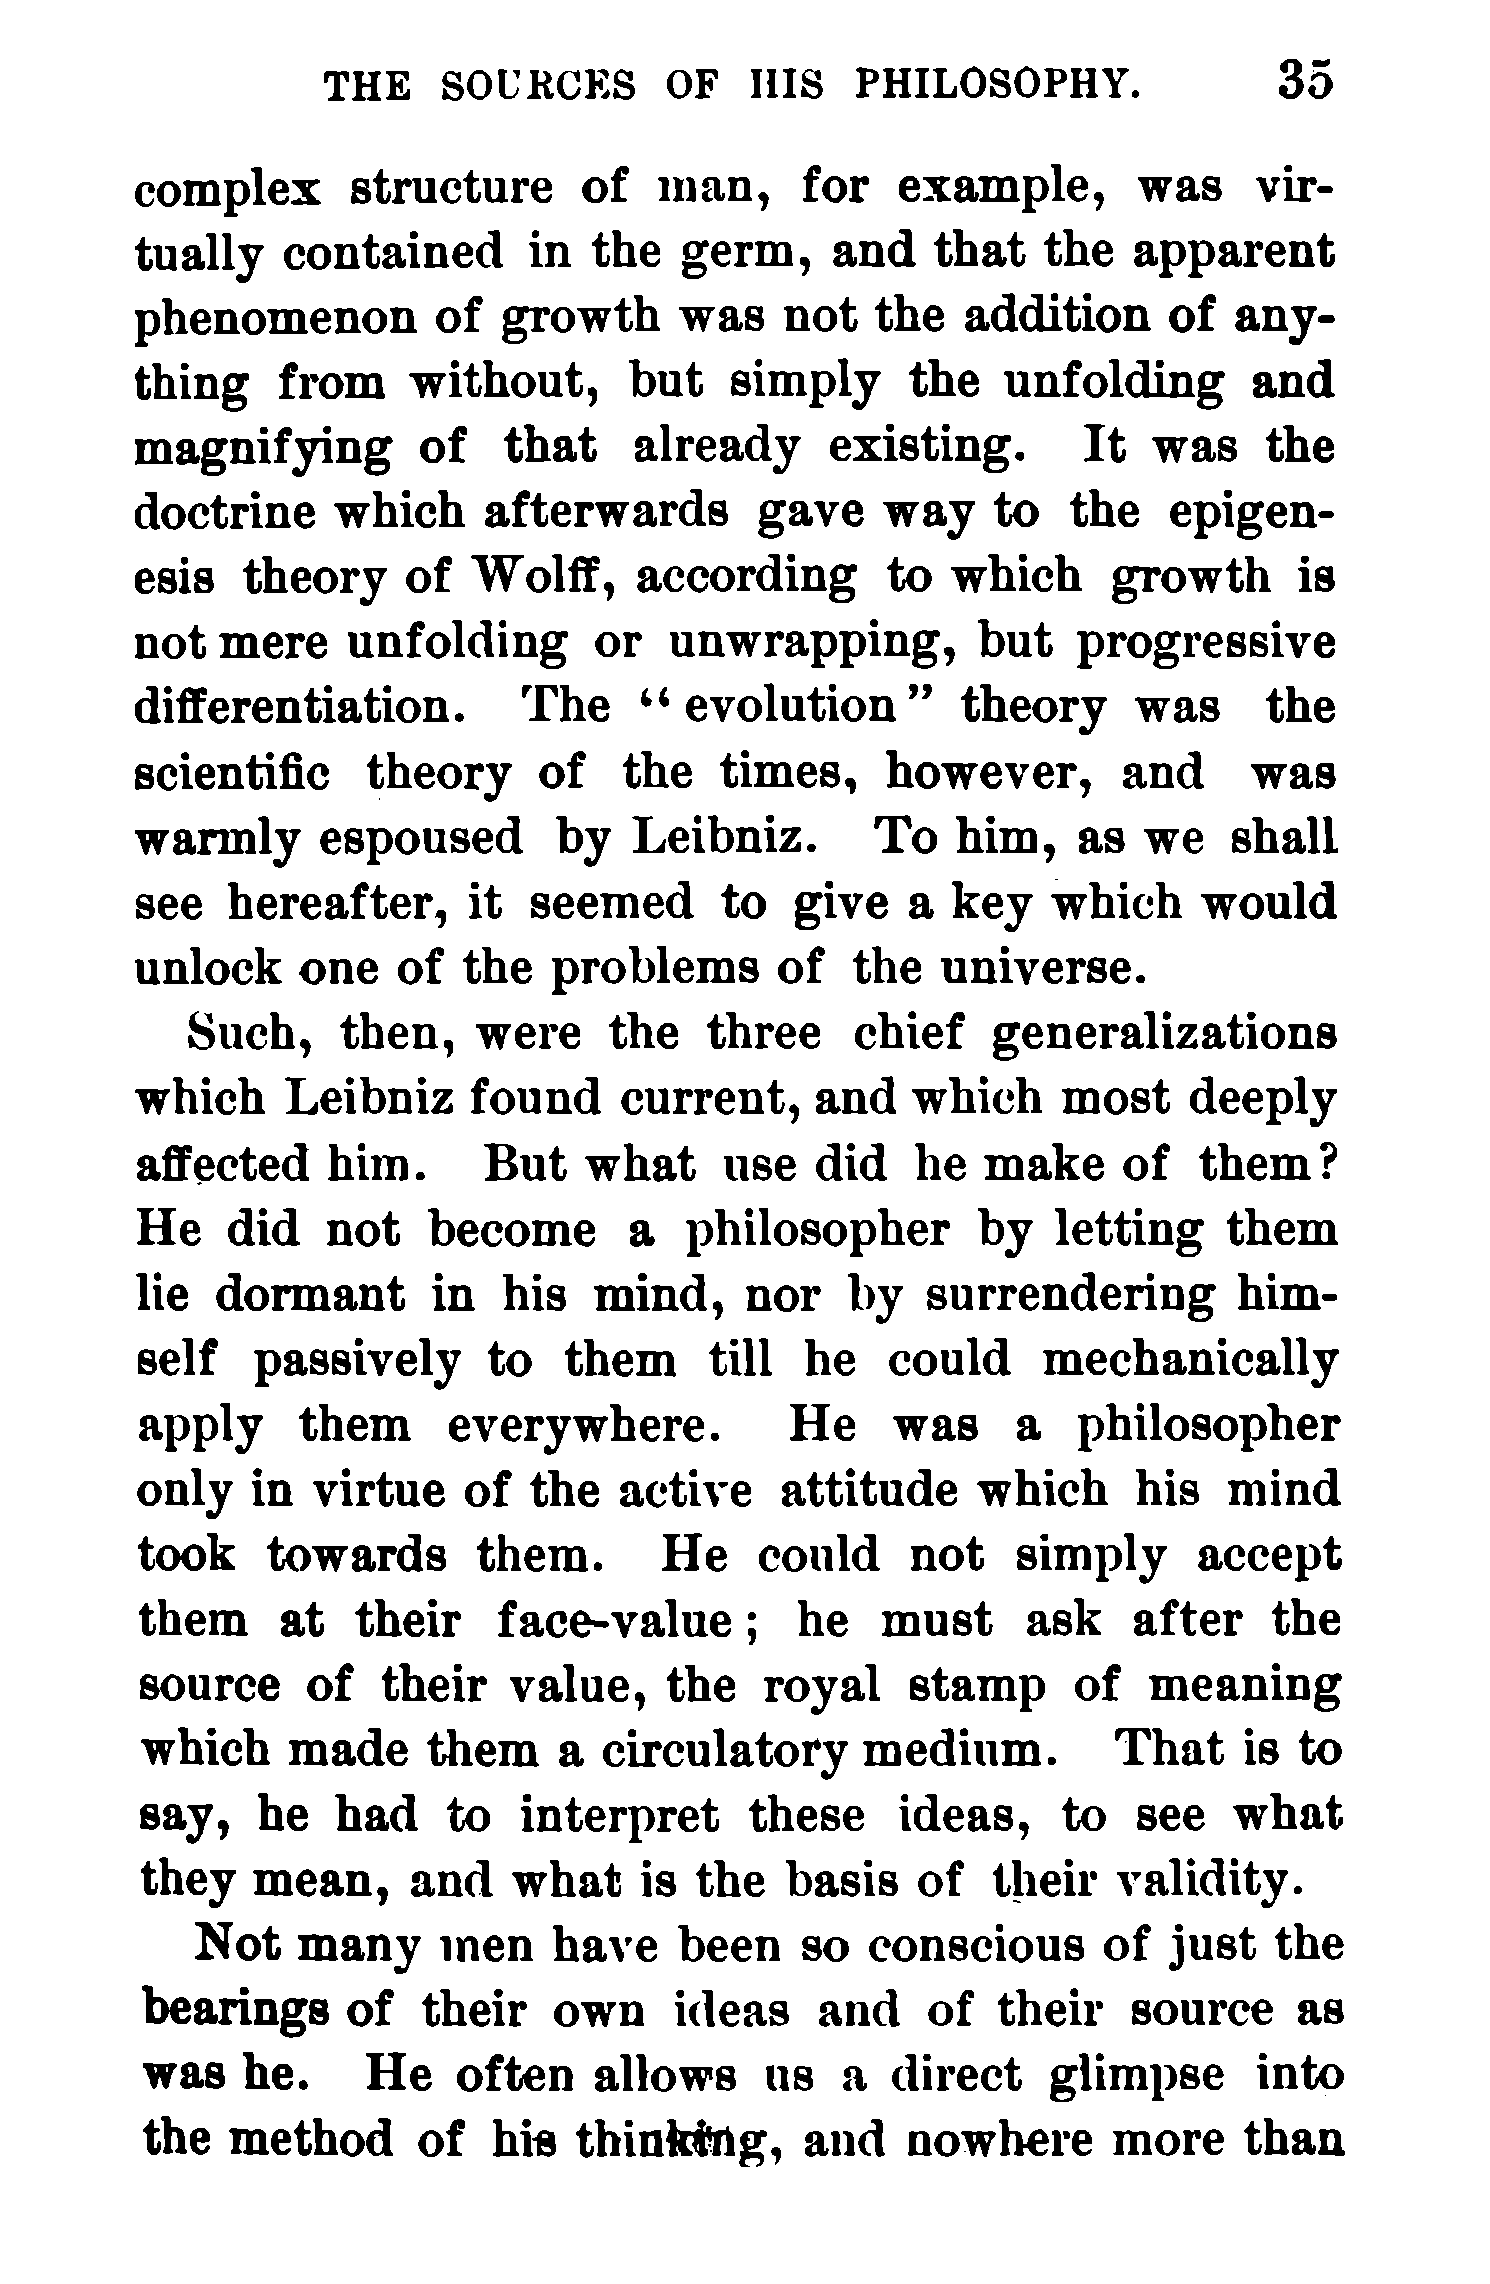 THE SOURCES OF HIS PHILOSOPHY. 35
complex structure of man, for example, was vir-
tually contained in the germ, and that the apparent
phenomenon of growth was not the addition of any-
thing from without, but simply the unfolding and
magnifying of that already existing. It was the
doctrine which afterwards gave way to the epigen-
esis theory of Wolff, according to which growth is
not mere unfolding or unwrapping, but progressive
differentiation. The “evolution” theory was the
scientific theory of the times, however, and was
warmly espoused by Leibniz. To him, as we shall
see hereafter, it seemed to give a key which would
unlock one of the problems of the universe.
Such, then, were the three chief generalizations
which Leibniz found current, and which most deeply
affected him. But what use did he make of them?
He did not become a philosopher by letting them
lie dormant in his mind, nor by surrendering him-
self passively to them till he could mechanically
apply them everywhere. He was a philosopher
only in virtue of the active attitude which his mind
took towards them. He could not simply accept
them at their face-value; he must ask after the
source of their value, the royal stamp of meaning
which made them a circulatory medium. That is to
say, he had to interpret these ideas, to see what
they mean, and what is the basis of their validity.
Not many men have been so conscious of just the
bearings of their own ideas and of their source as
was he. He often allows us a direct glimpse into
the method of his thinking, and nowhere more than